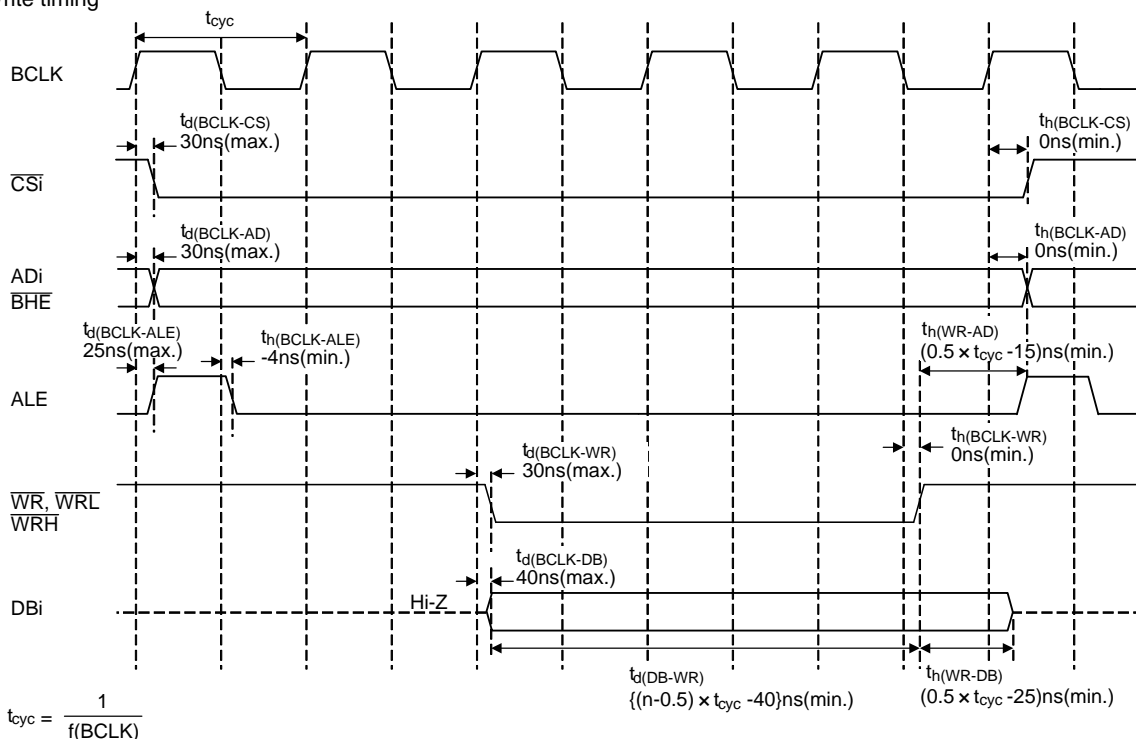 tcyc
BCLK
td(BCLK-CS)
30ns(max.)
th(BCLK-CS)
0ns(min.)
CSi
td(BCLK-AD)
30ns(max.)
th(BCLK-AD)
0ns(min.)
ADi
BHE
td(BCLK-ALE)
25ns(max.)
th(BCLK-ALE)
-4ns(min.)
th(WR-AD)
(0.5 × tcyc -15)ns(min.)
ALE
td(BCLK-WR)
30ns(max.)
th(BCLK-WR)
0ns(min.)
WR, WRL
WRH
td(BCLK-DB)
40ns(max.)
DBi
Hi-Z
td(DB-WR)
{(n-0.5) × tcyc -40}ns(min.)
th(WR-DB)
(0.5 × tcyc -25)ns(min.)
tcyc = 1
f(BCLK)